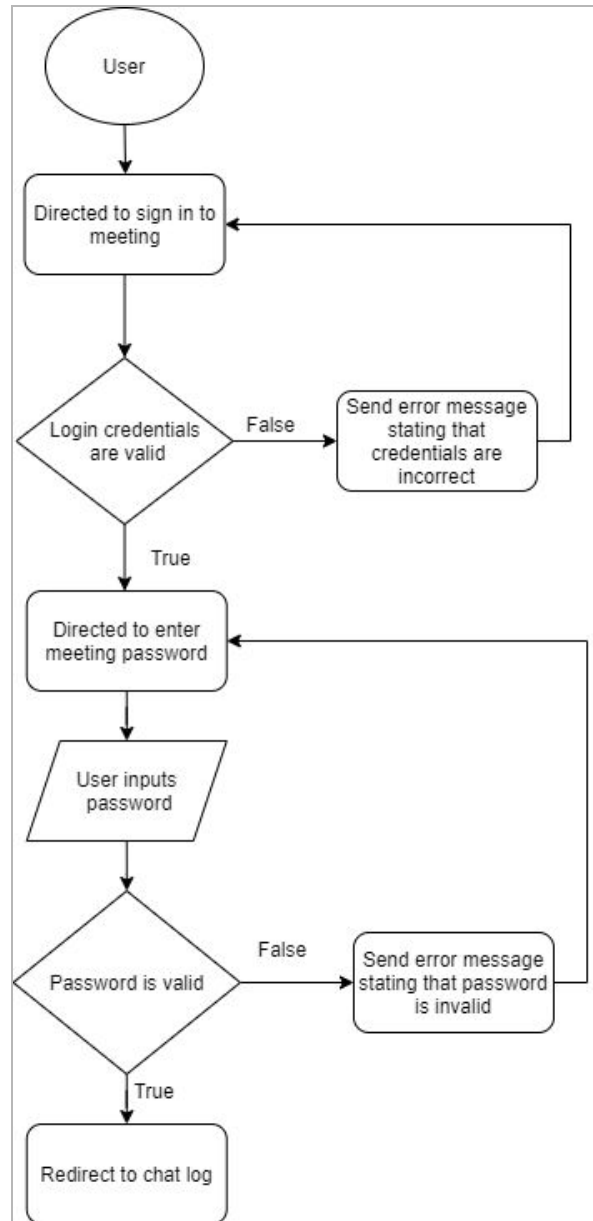 User
Directed to sign in to
meeting
Login credentials
are valid
False
Send error message
stating that
credentials are
incorrect
True
Directed to enter
meeting password
User inputs
password
Password is valid
False
Send error message
stating that password
is invalid
True
Redirect to chat log